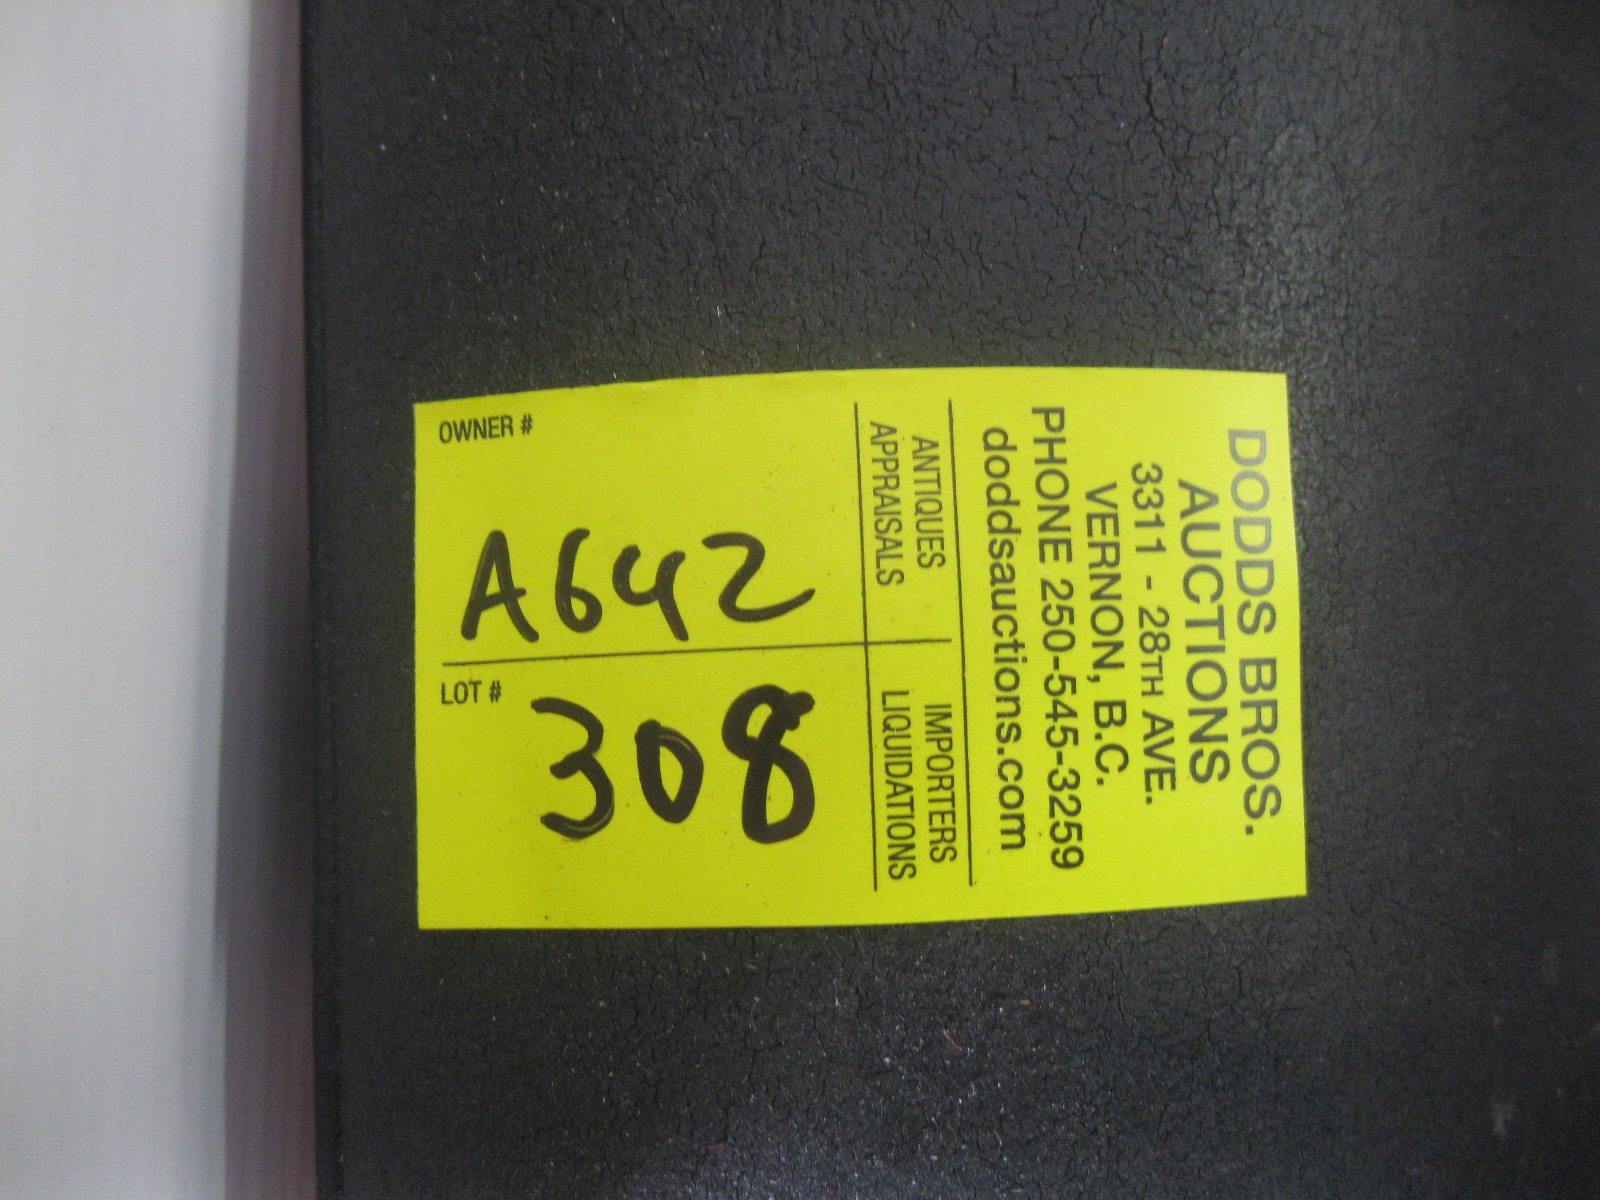 DODDS BROS.
AUCTIONS
3311 - 28TH AVE.
VERNON, B.C.
PHONE 250-545-3259
doddsauctions.com
ANTIQUES
APPRAISALS
IMPORTERS
LIQUIDATIONS
OWNER #
A642
LOT #
308